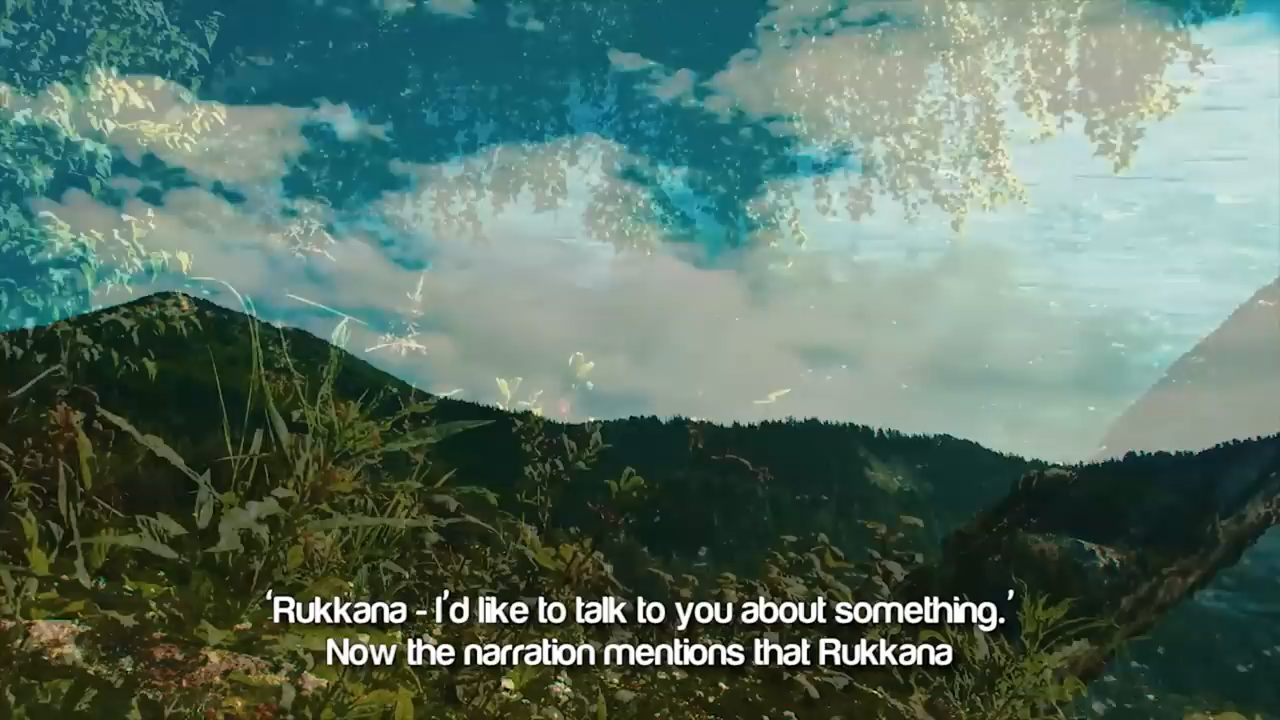 ‘Rukkana - I’d like to talk to you about something.’
Now the narration mentions that Rukkana